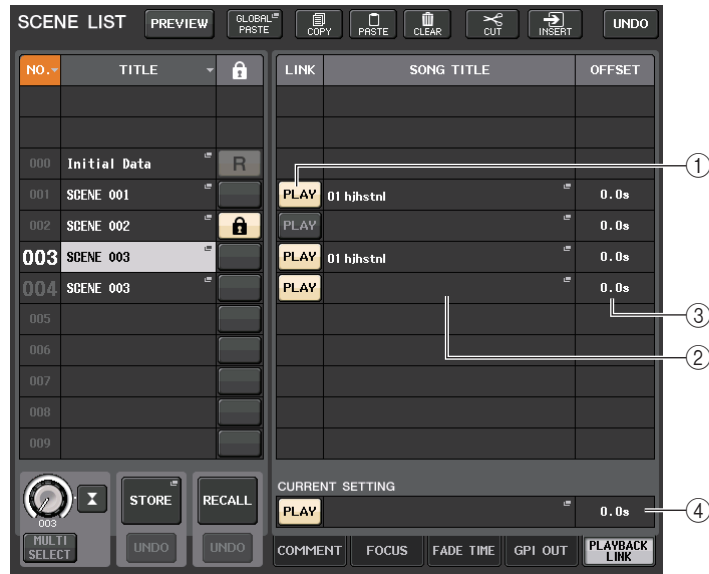 SCENE LIST PREVIEW GLOBAL PASTE COPY PASTE CLEAR CUT INSERT UNDO
NO. TITLE LINK SONG TITLE OFFSET
000 Initial Data R ①
001 SCENE 001 PLAY 01 hjhstnl 0.0s
002 SCENE 002 PLAY 0.0s
003 SCENE 003 PLAY 01 hjhstnl 0.0s
004 SCENE 003 PLAY 0.0s
005 ③
006 ②
007
008
009
CURRENT SETTING
STORE RECALL PLAY 0.0s ④
003
MULTI SELECT UNDO UNDO COMMENT FOCUS FADE TIME GPI OUT PLAYBACK LINK